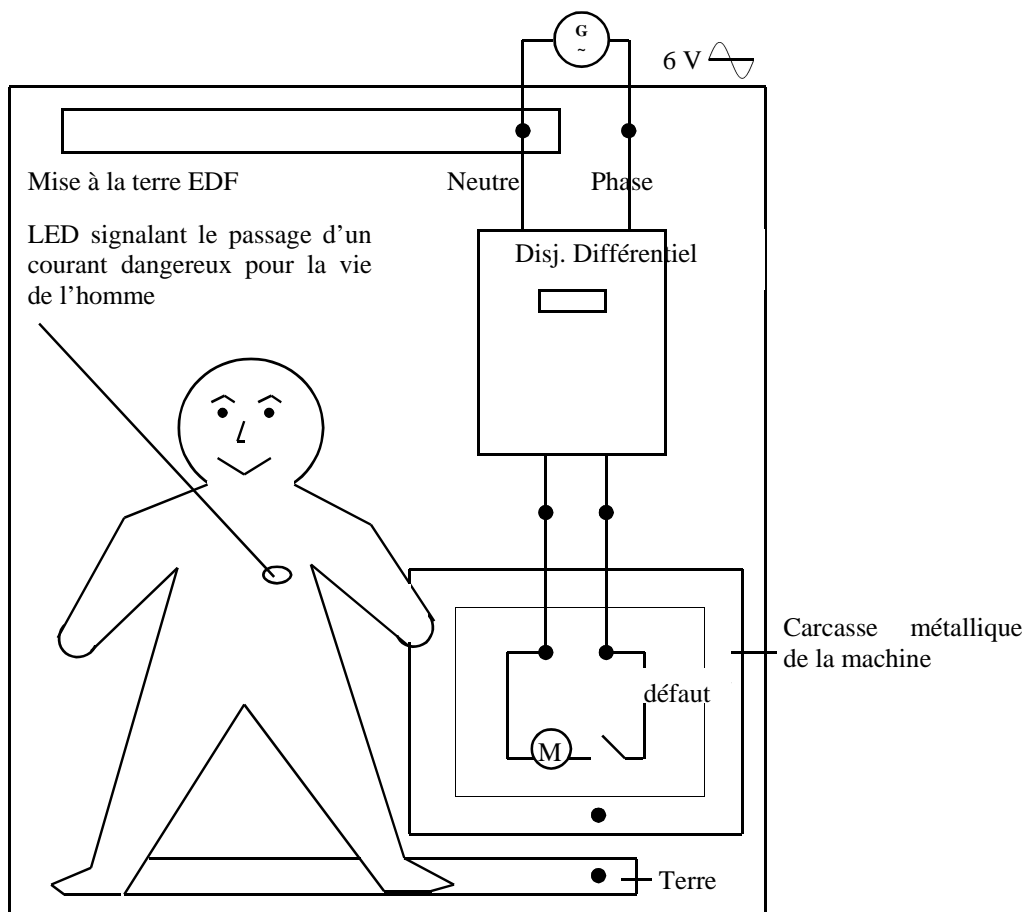 G
~
6 V
Mise à la terre EDF
Neutre
Phase
LED signalant le passage d'un
courant dangereux pour la vie
de l'homme
Disj. Différentiel
Carcasse métallique
de la machine
défaut
M
Terre